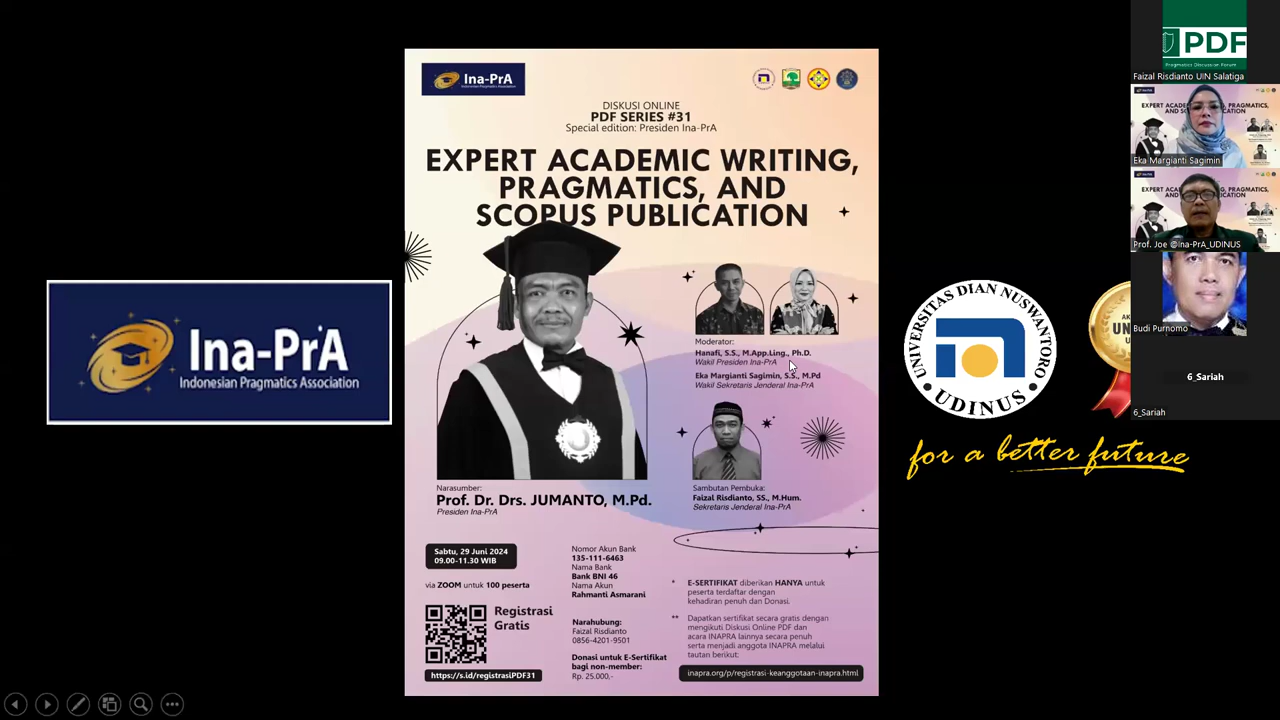 Ina-PrA
Indonesian Pragmatics Association
DISKUSI ONLINE
PDF SERIES #31
Special edition: Presiden Ina-PrA
EXPERT ACADEMIC WRITING,
PRAGMATICS, AND
SCOPUS PUBLICATION
Moderator:
Hanafi, S.S., M.App.Ling., Ph.D.
Wakil Presiden Ina-PrA
Eka Margianti Sagimin, S.S., M.Pd
Wakil Sekretaris Jenderal Ina-PrA
Narasumber:
Prof. Dr. Drs. JUMANTO, M.Pd.
Presiden Ina-PrA
Sambutan Pembuka:
Faizal Risdianto, SS., M.Hum.
Sekretaris Jenderal Ina-PrA
Sabtu, 29 Juni 2024
09.00-11.30 WIB
via ZOOM untuk 100 peserta
Registrasi
Gratis
https://s.id/registrasiPDF31
Nomor Akun Bank
135-111-6463
Nama Bank
Bank BNI 46
Nama Akun
Rahmanti Asmarani
Narahubung:
Faizal Risdianto
0856-4201-9501
Donasi untuk E-Sertifikat
bagi non-member:
Rp. 25.000,-
* E-SERTIFIKAT diberikan HANYA untuk
peserta terdaftar dengan
kehadiran penuh dan Donasi.
** Dapatkan sertifikat secara gratis dengan
mengikuti Diskusi Online PDF dan
acara INAPRA lainnya secara penuh
serta menjadi anggota INAPRA melalui
tautan berikut:
inapra.org/p/registrasi-keanggotaan-inapra.html
Ina-PrA
Indonesian Pragmatics Association
UNIVERSITAS DIAN NUSWANTORO
UDINUS
for a better future
PDF
Pragmatics Discussion Forum
Faizal Risdianto UIN Salatiga
Eka Margianti Sagimin
Prof. Joe @ina-PrA_UDINUS
Budi Purnomo
6_Sariah
6_Sariah